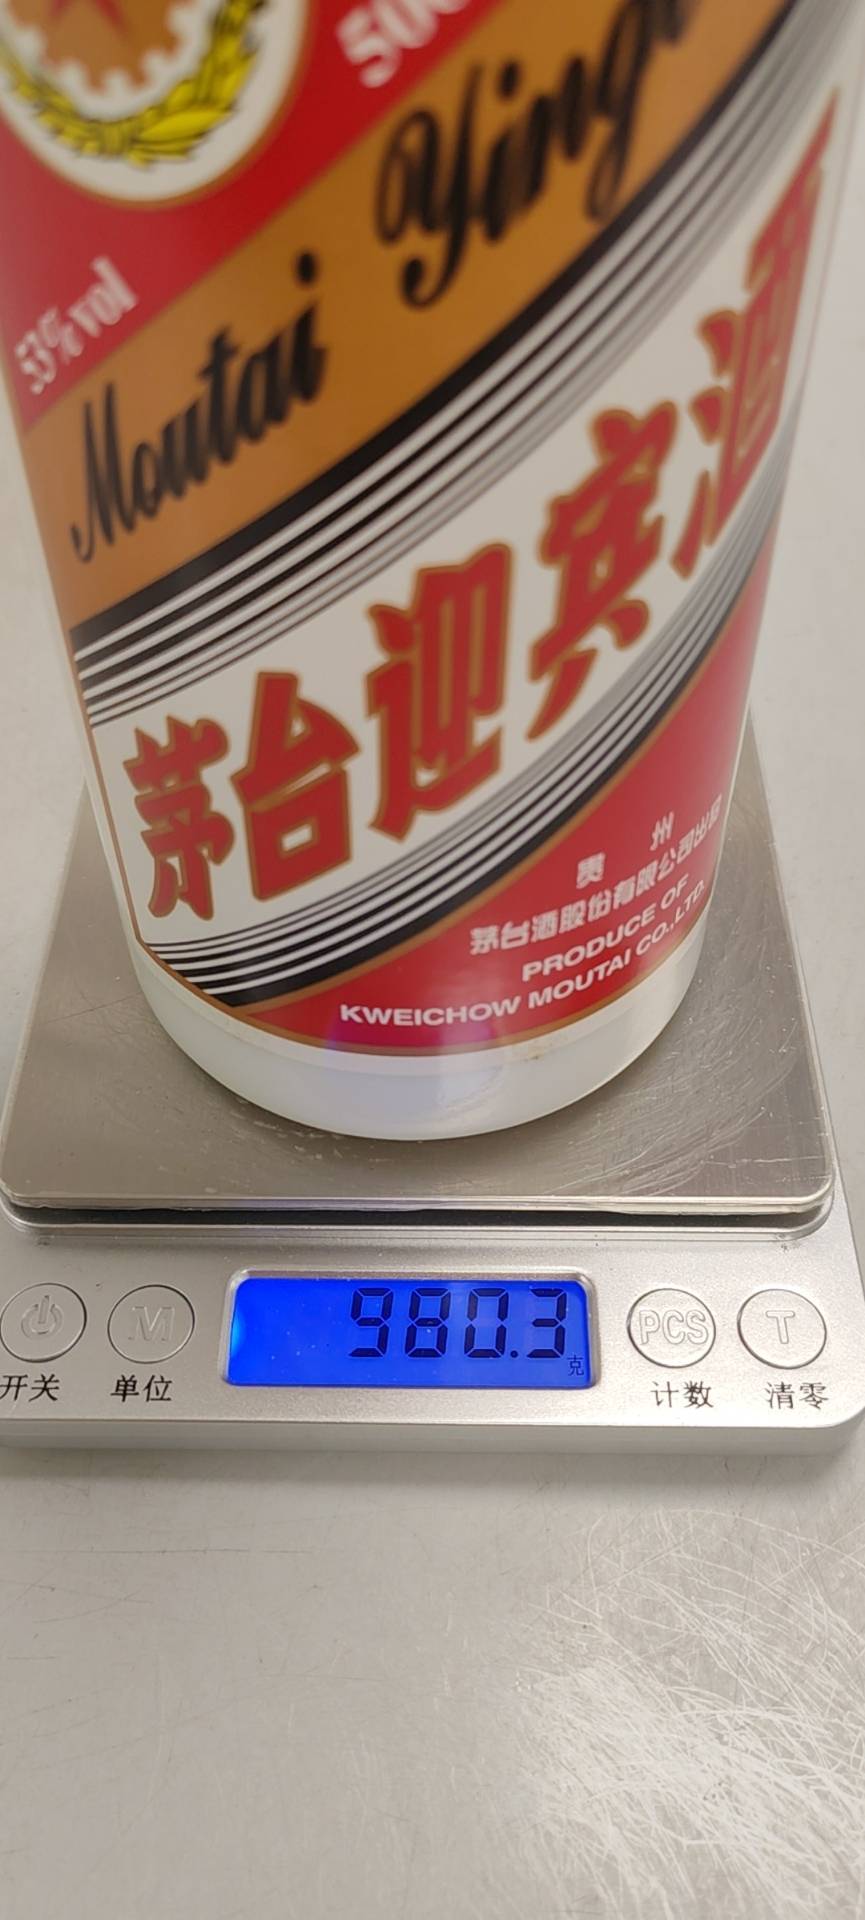 53%vol
Moutai
茅台迎宾酒
贵 州
茅台酒股份有限公司出品
PRODUCE OF
KWEICHOW MOUTAI CO.,LTD.
980.3
克
M
PCS
T
开关
单位
计数
清零